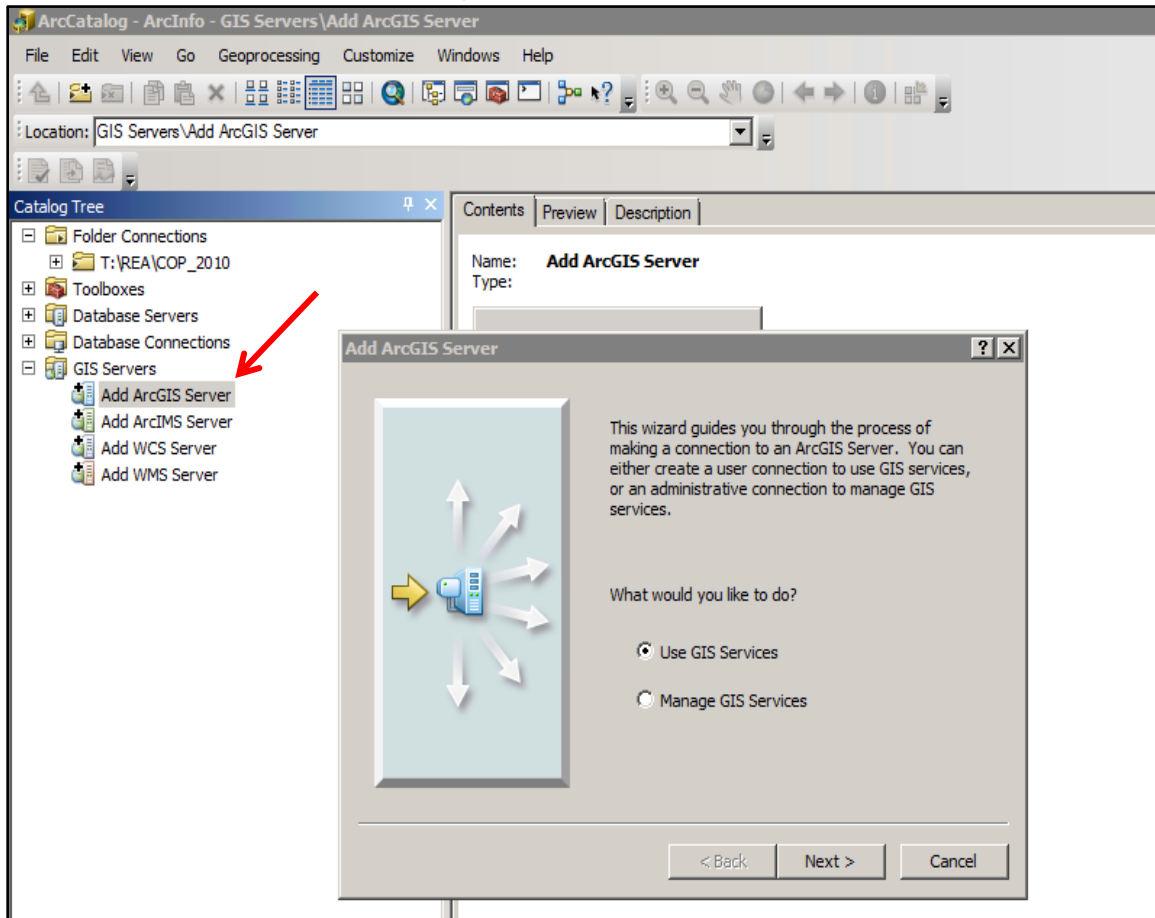 ArcCatalog - ArcInfo - GIS Servers\Add ArcGIS Server
File Edit View Go Geoprocessing Customize Windows Help
Location: GIS Servers\Add ArcGIS Server
Catalog Tree
Folder Connections
T:\REA\COP_2010
Toolboxes
Database Servers
Database Connections
GIS Servers
Add ArcGIS Server
Add ArcIMS Server
Add WCS Server
Add WMS Server
Contents Preview Description
Name: Add ArcGIS Server
Type:
Add ArcGIS Server
This wizard guides you through the process of
making a connection to an ArcGIS Server. You can
either create a user connection to use GIS services,
or an administrative connection to manage GIS
services.
What would you like to do?
Use GIS Services
Manage GIS Services
< Back Next > Cancel